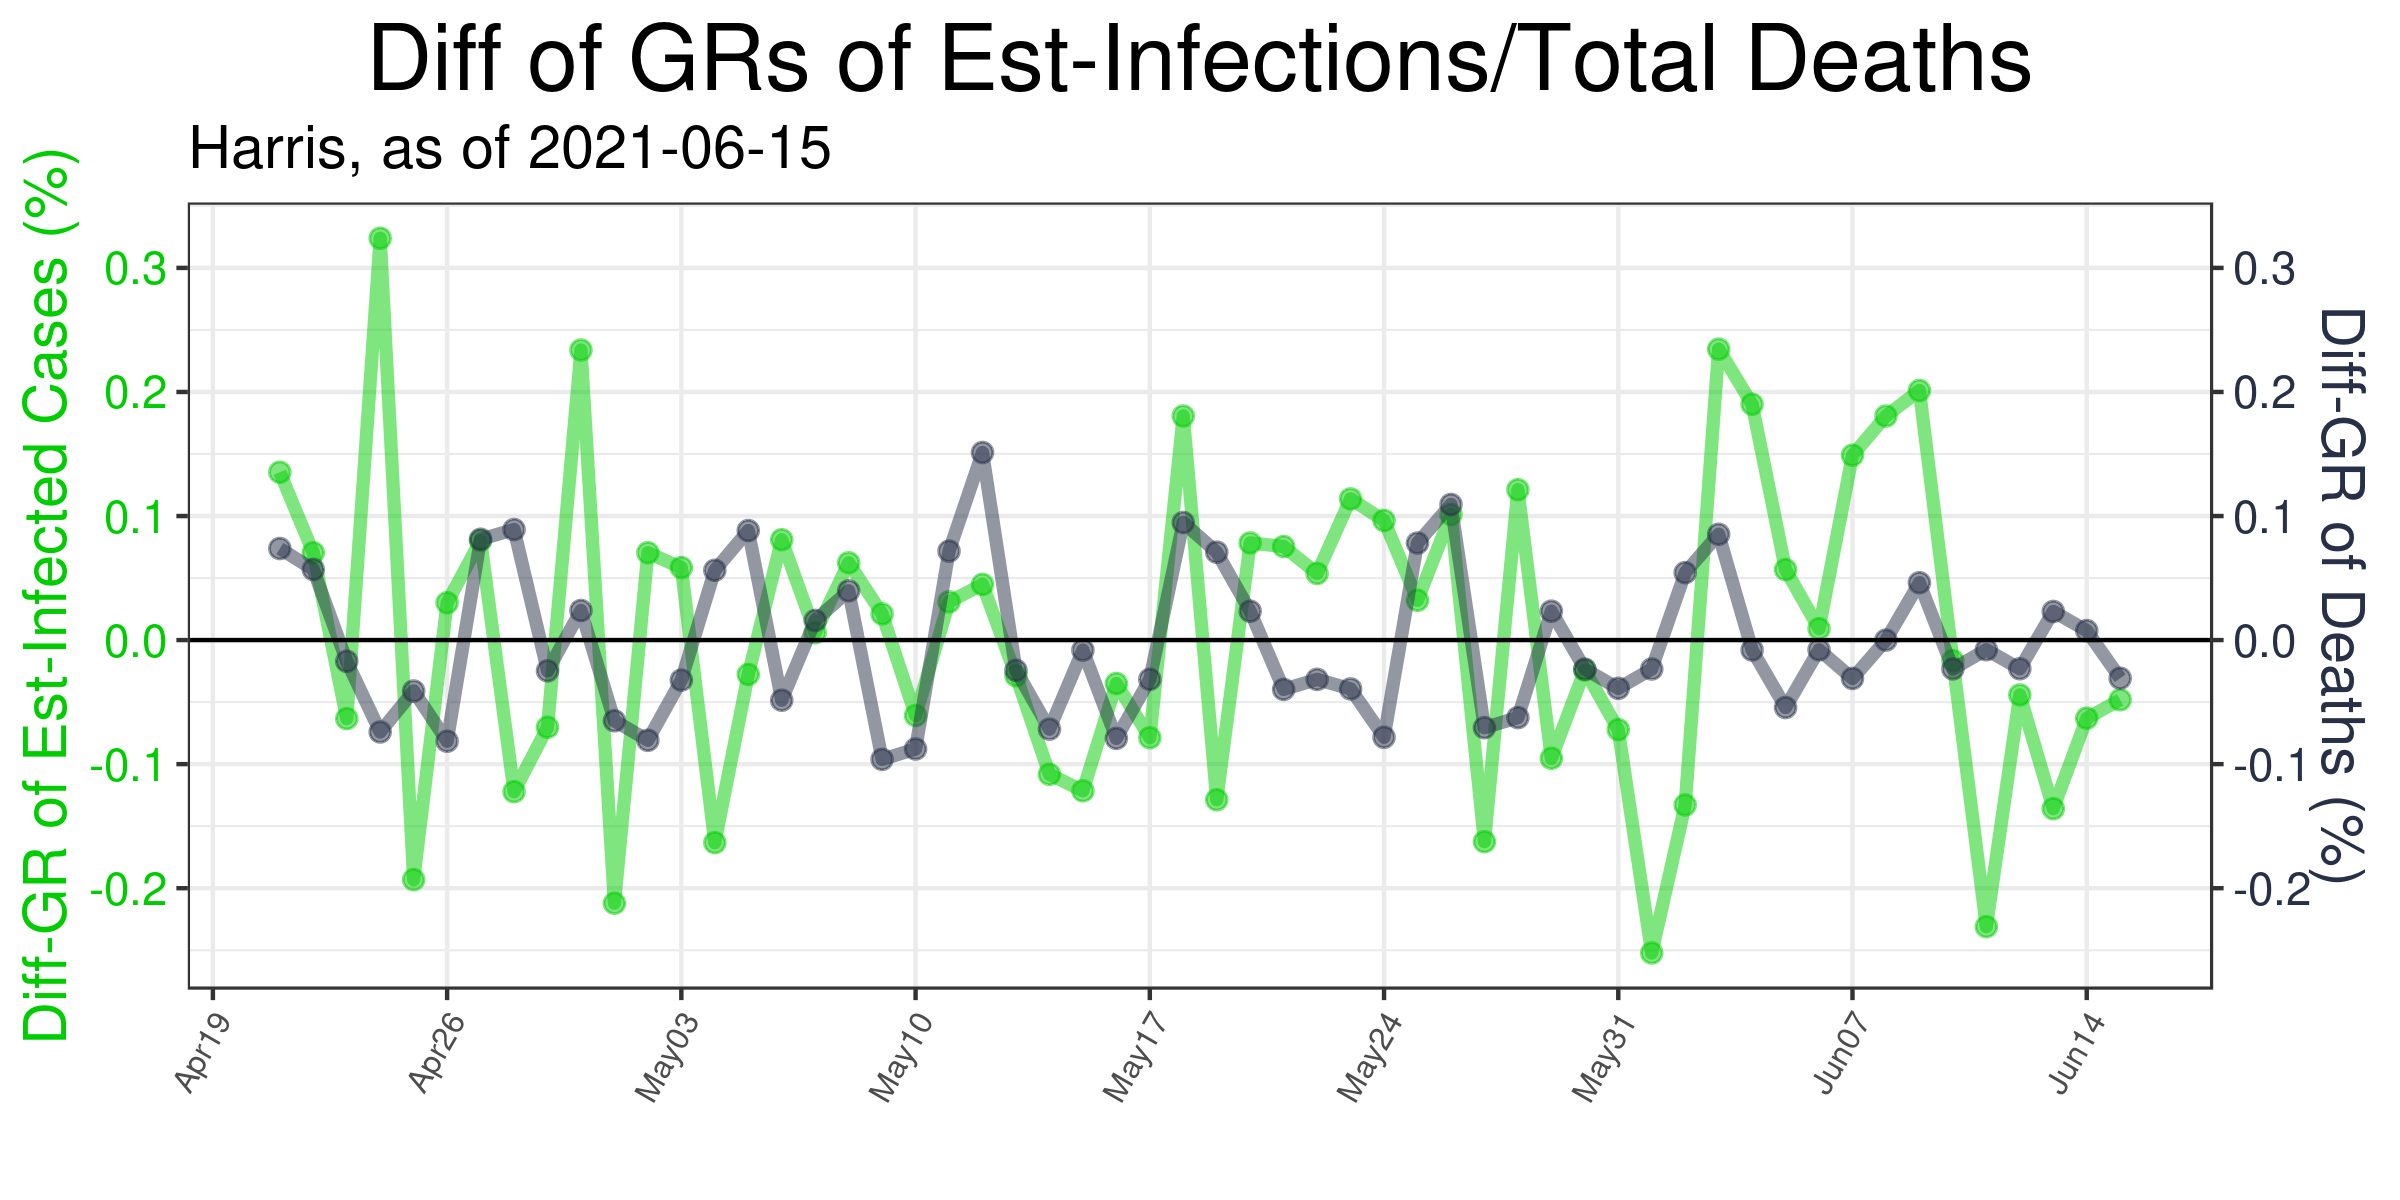 Diff of GRs of Est-Infections/Total Deaths
Harris, as of 2021-06-15
Diff-GR of Est-Infected Cases (%)
0.3
0.2
0.1
0.0
-0.1
-0.2
0.3
0.2
0.1
0.0
-0.1
-0.2
Diff-GR of Deaths (%)
Apr19
Apr26
May03
May10
May17
May24
May31
Jun07
Jun14